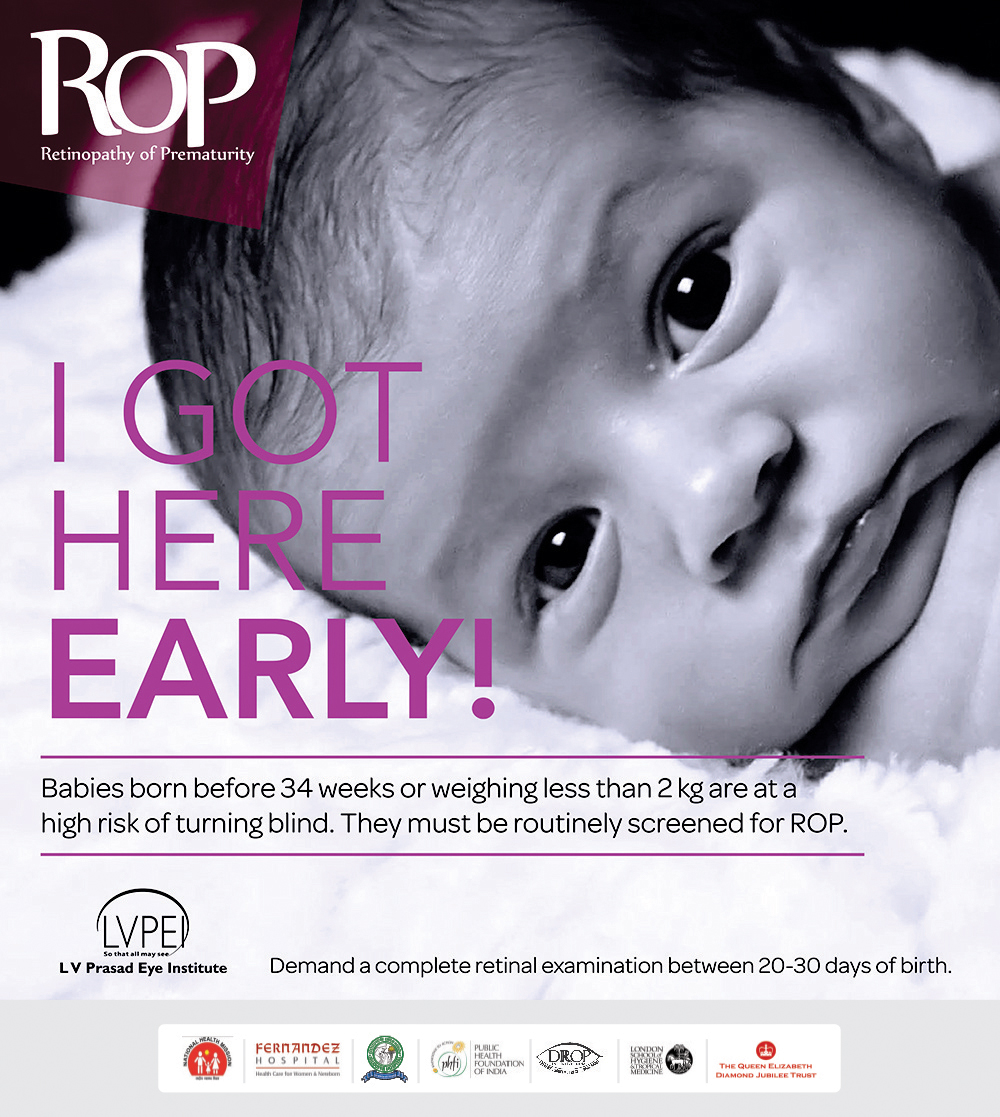 ROP
Retinopathy of Prematurity
I GOT
HERE
EARLY!
Babies born before 34 weeks or weighing less than 2 kg are at a
high risk of turning blind. They must be routinely screened for ROP.
LVPEI
So that all may see
L V Prasad Eye Institute
Demand a complete retinal examination between 20-30 days of birth.
NATIONAL HEALTH MISSION
FERNANDEZ
HOSPITAL
Health Care for Women & Newborn
phfi
PUBLIC
HEALTH
FOUNDATION
OF INDIA
LONDON
SCHOOL of
HYGIENE
& TROPICAL
MEDICINE
THE QUEEN ELIZABETH
DIAMOND JUBILEE TRUST